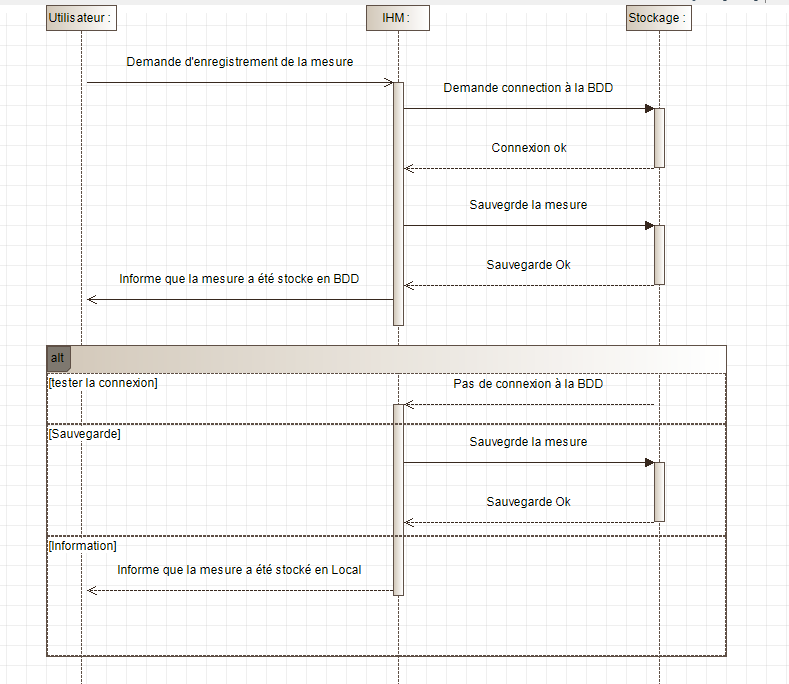 Utilisateur :
IHM :
Stockage :
Demande d'enregistrement de la mesure
Demande connection à la BDD
Connexion ok
Sauvegrde la mesure
Sauvegarde Ok
Informe que la mesure a été stocke en BDD
alt
[tester la connexion]
Pas de connexion à la BDD
[Sauvegarde]
Sauvegrde la mesure
Sauvegarde Ok
[Information]
Informe que la mesure a été stocké en Local